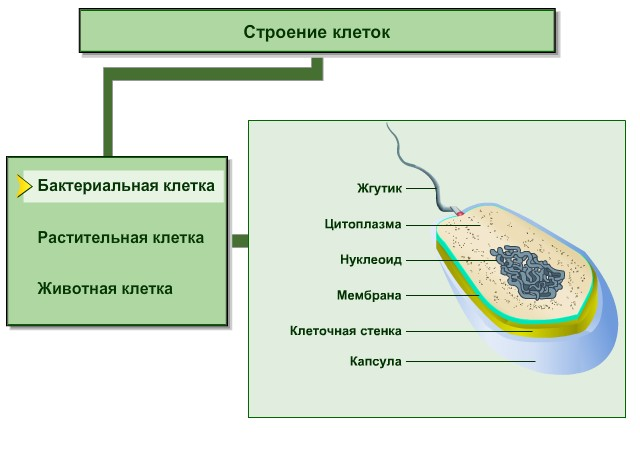 Строение клеток
Бактериальная клетка
Растительная клетка
Животная клетка
Жгутик
Цитоплазма
Нуклеоид
Мембрана
Клеточная стенка
Капсула